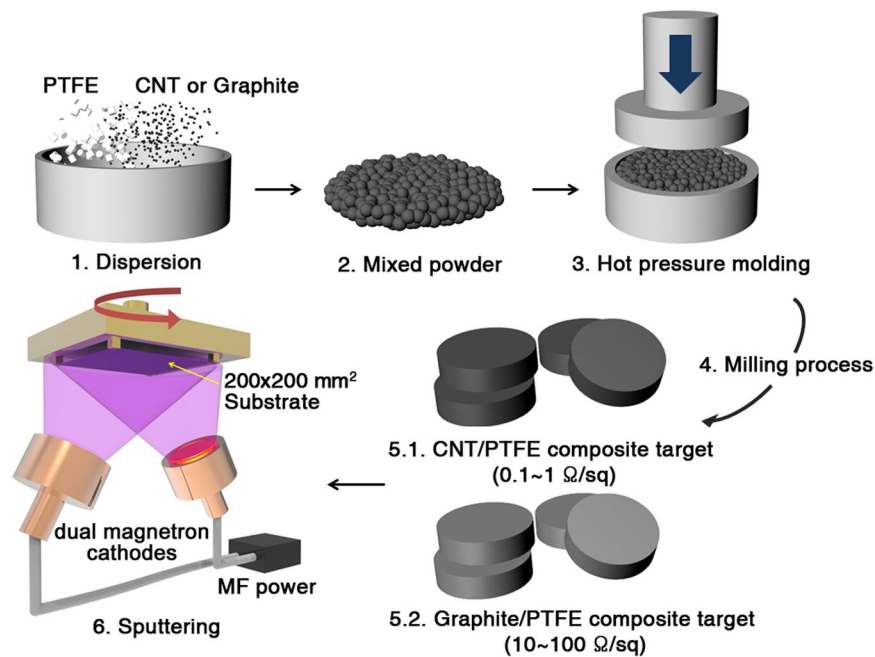 PTFE
CNT or Graphite
1. Dispersion
2. Mixed powder
3. Hot pressure molding
4. Milling process
5.1. CNT/PTFE composite target
(0.1~1 Ω/sq)
5.2. Graphite/PTFE composite target
(10~100 Ω/sq)
200x200 mm²
Substrate
dual magnetron
cathodes
MF power
6. Sputtering